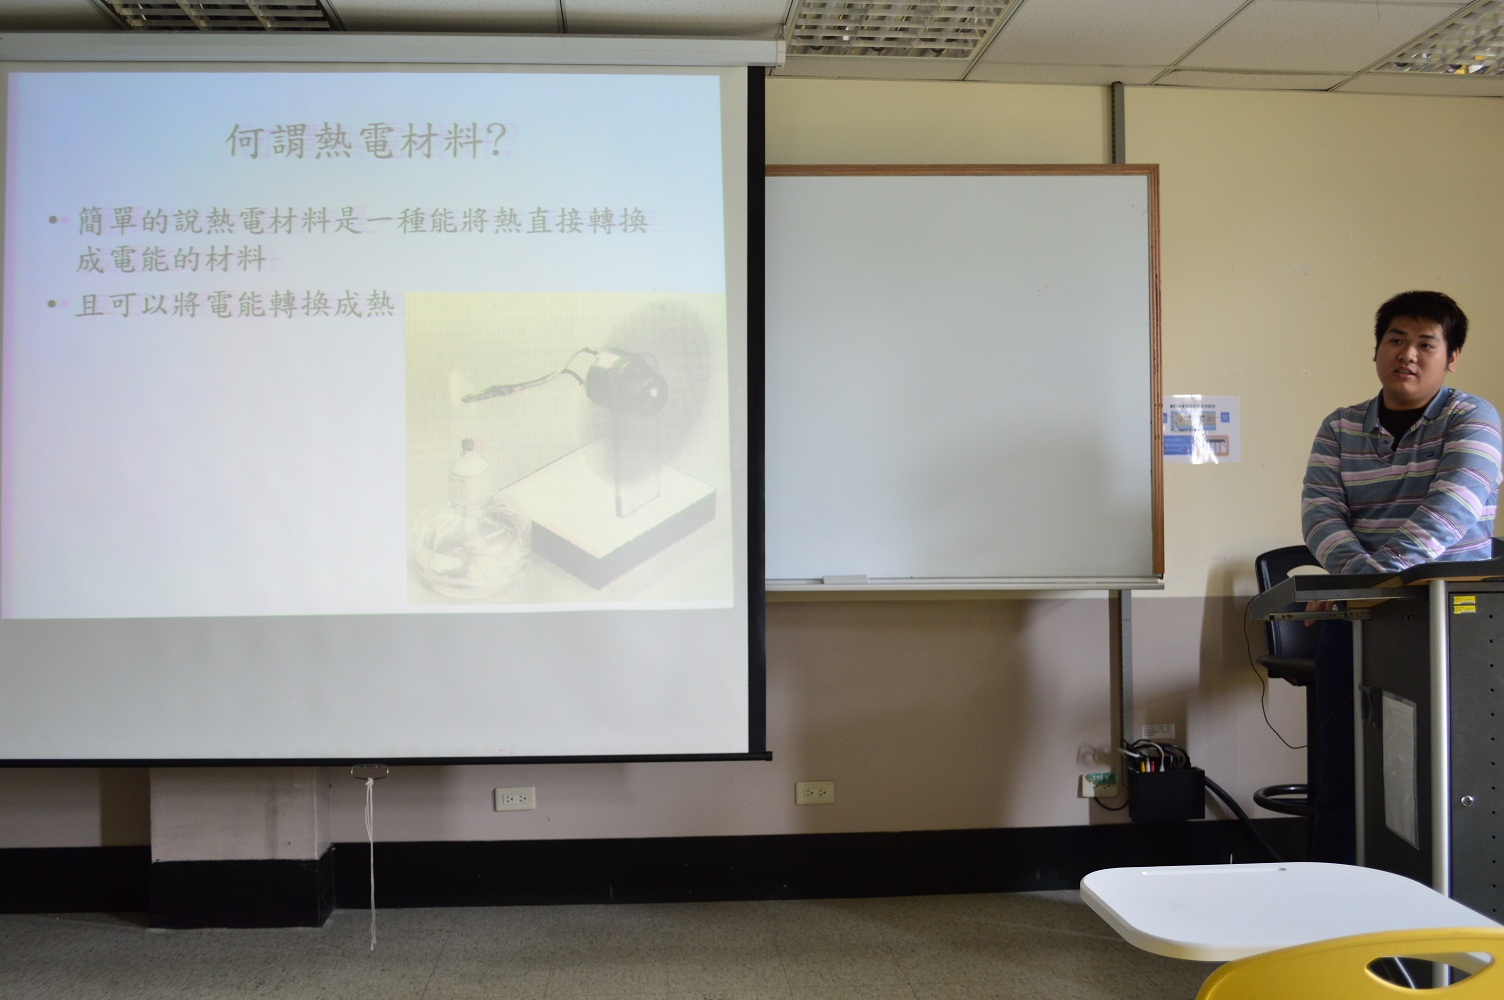 何謂熱電材料?
• 簡單的說熱電材料是一種能將熱直接轉換
成電能的材料
• 且可以將電能轉換成熱
110V